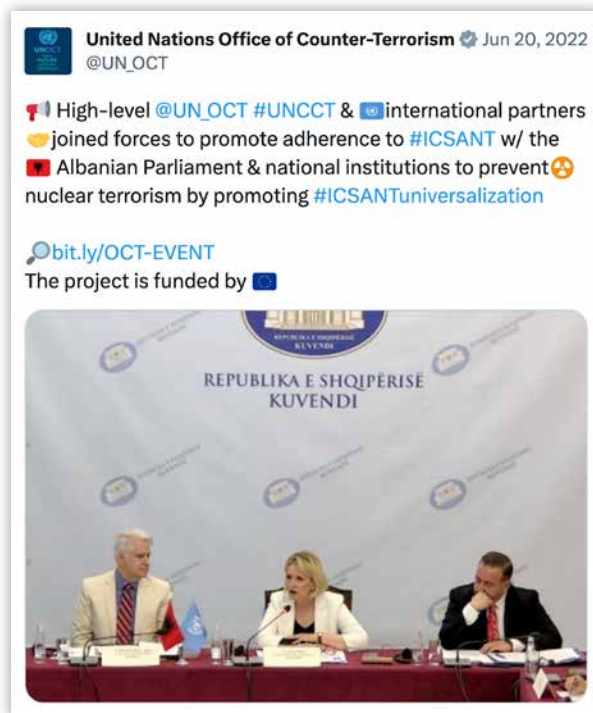 United Nations Office of Counter-Terrorism Jun 20, 2022
@UN_OCT
High-level @UN_OCT #UNCCT & international partners
joined forces to promote adherence to #ICSANT w/ the
Albanian Parliament & national institutions to prevent
nuclear terrorism by promoting #ICSANTuniversalization
bit.ly/OCT-EVENT
The project is funded by
KUVENDI
REPUBLIKA E SHQIPËRISË
KUVENDI